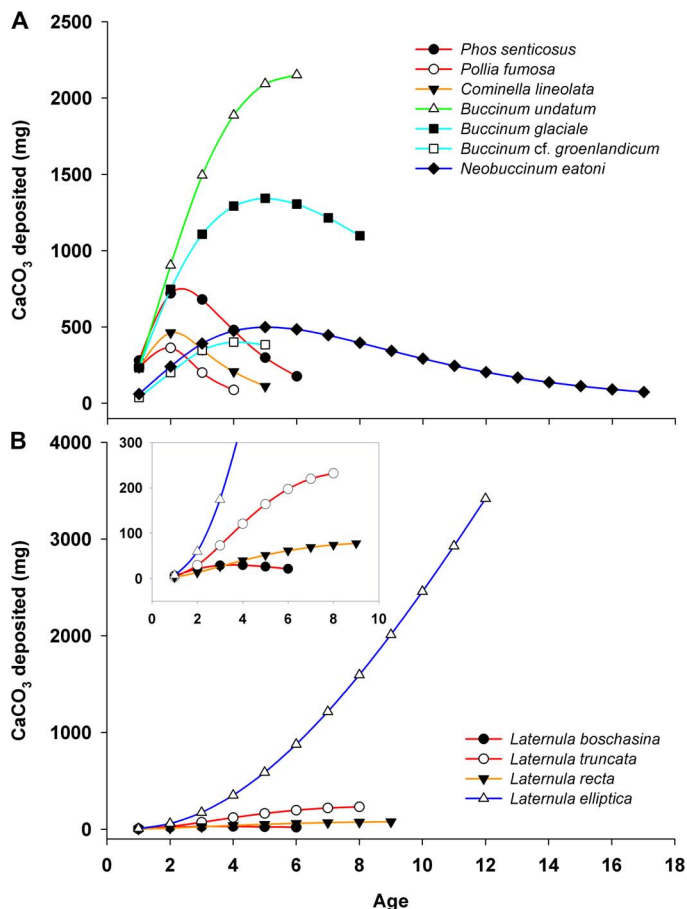 A
2500
2000
1500
1000
500
0
CaCO₃ deposited (mg)
Phos senticosus
Pollia fumosa
Cominella lineolata
Buccinum undatum
Buccinum glaciale
Buccinum cf. groenlandicum
Neobuccinum eatoni
B
4000
3000
2000
1000
0
CaCO₃ deposited (mg)
300
200
100
0
0 2 4 6 8 10
Laternula boschasina
Laternula truncata
Laternula recta
Laternula elliptica
0 2 4 6 8 10 12 14 16 18
Age